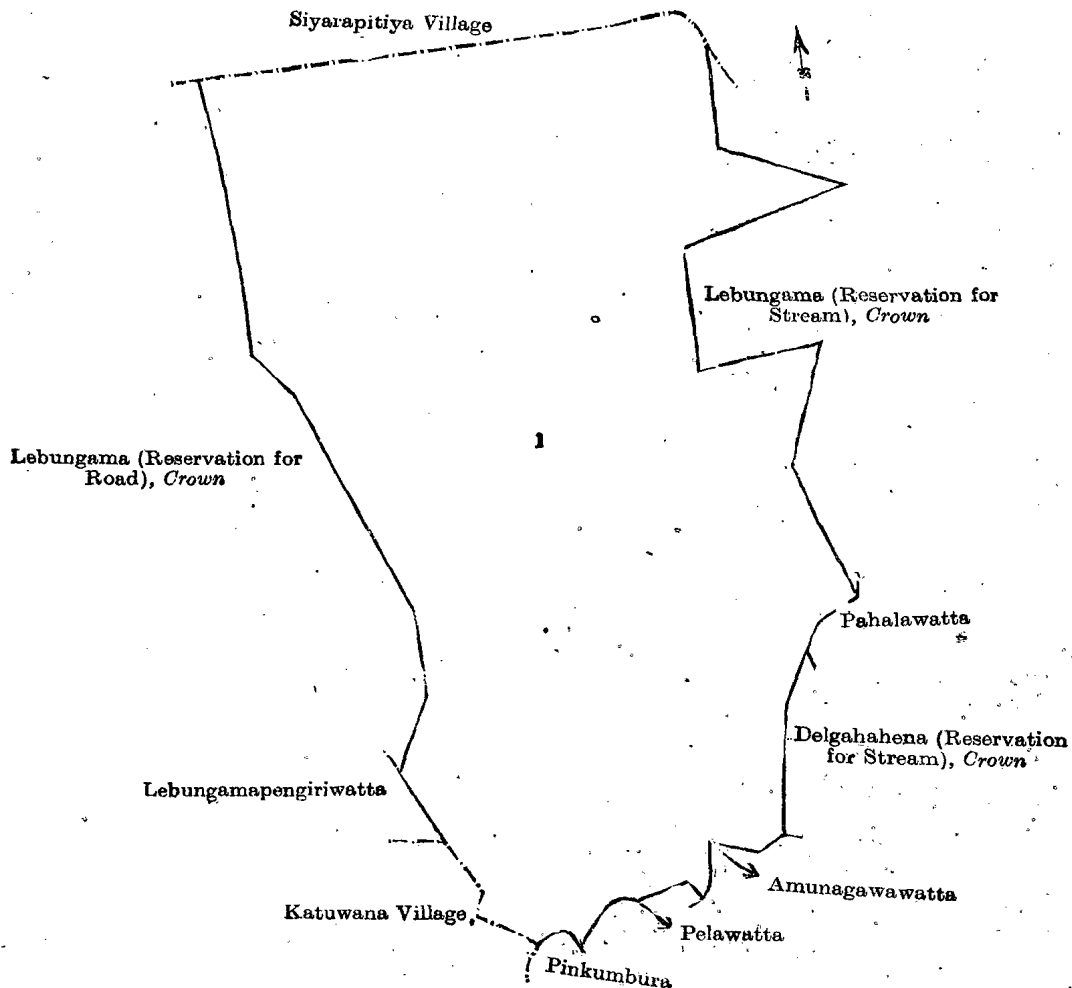 Siyarapitiya Village
Lebungama (Reservation for
Stream), Crown
1
Lebungama (Reservation for
Road), Crown
Pahalawatta
Delgahahena (Reservation
for Stream), Crown
Lebungamapengiriwatta
Amunagawawatta
Katuwana Village
Pelawatta
Pinkumbura